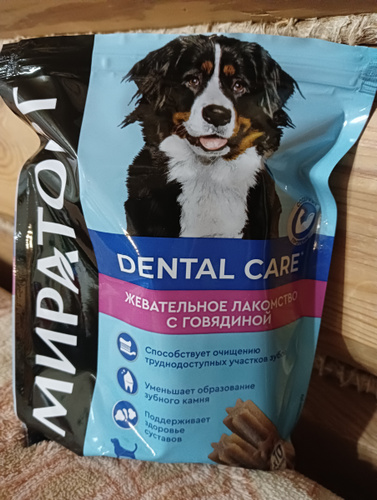 МИРАТОРГ
DENTAL CARE
ЖЕВАТЕЛЬНОЕ ЛАКОМСТВО
С ГОВЯДИНОЙ
Способствует очищению
труднодоступных участков зубов
Уменьшает образование
зубного камня
Поддерживает
здоровье
суставов